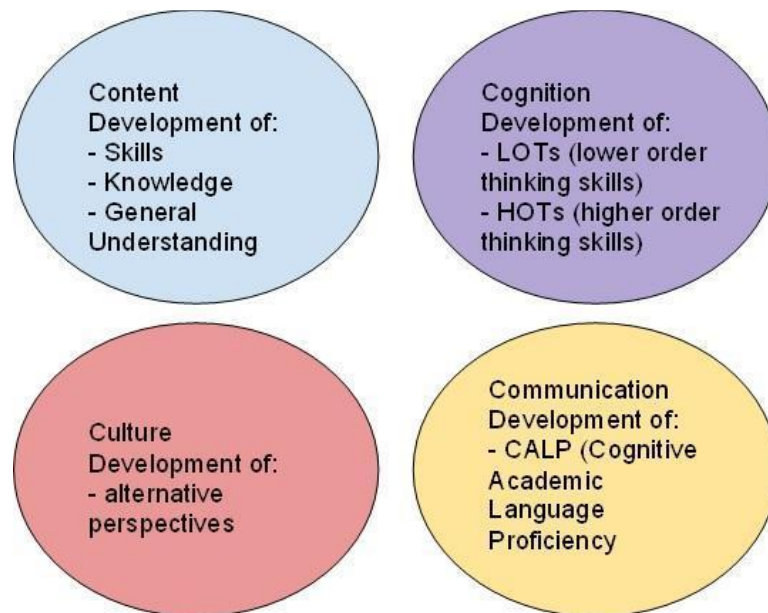 Content
Development of:
- Skills
- Knowledge
- General
Understanding
Cognition
Development of:
- LOTs (lower order
thinking skills)
- HOTs (higher order
thinking skills)
Culture
Development of:
- alternative
perspectives
Communication
Development of:
- CALP (Cognitive
Academic
Language
Proficiency